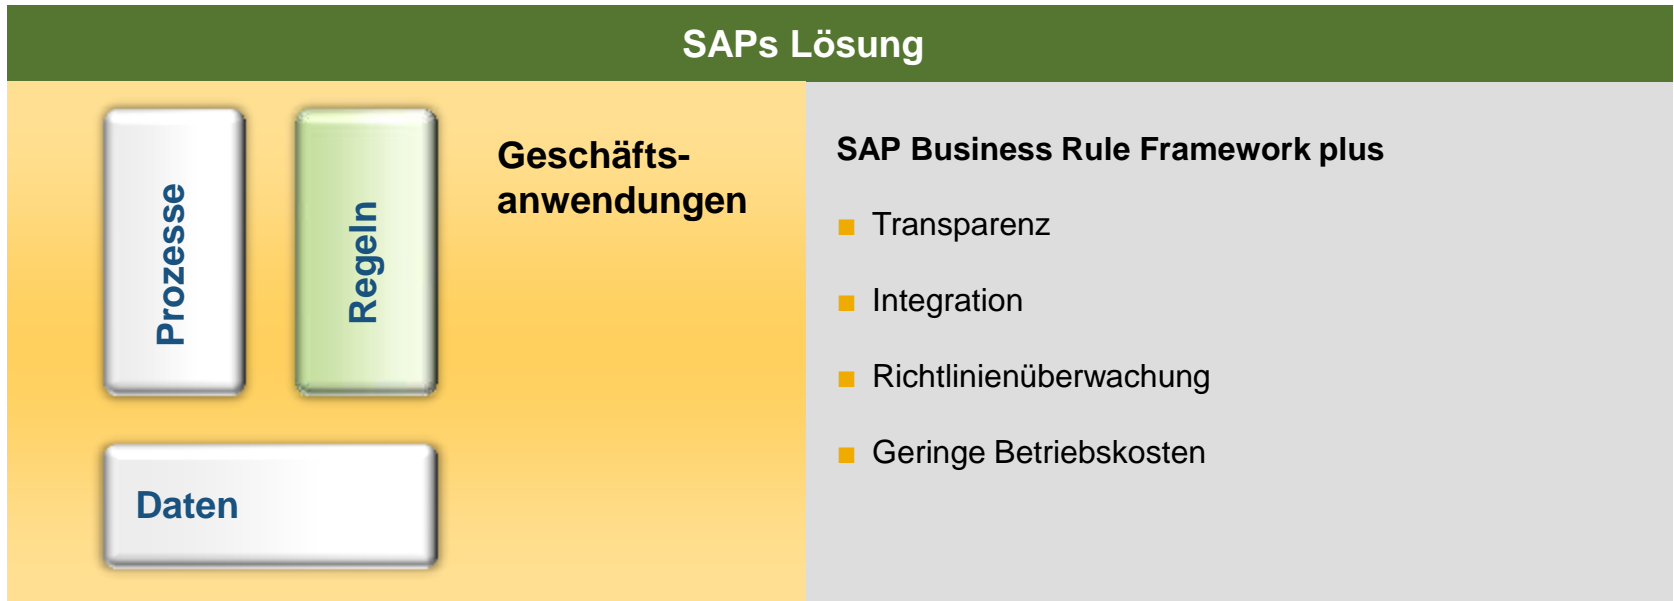 SAPs Lösung
Prozesse
Regeln
Geschäfts-
anwendungen
Daten
SAP Business Rule Framework plus
Transparenz
Integration
Richtlinienüberwachung
Geringe Betriebskosten